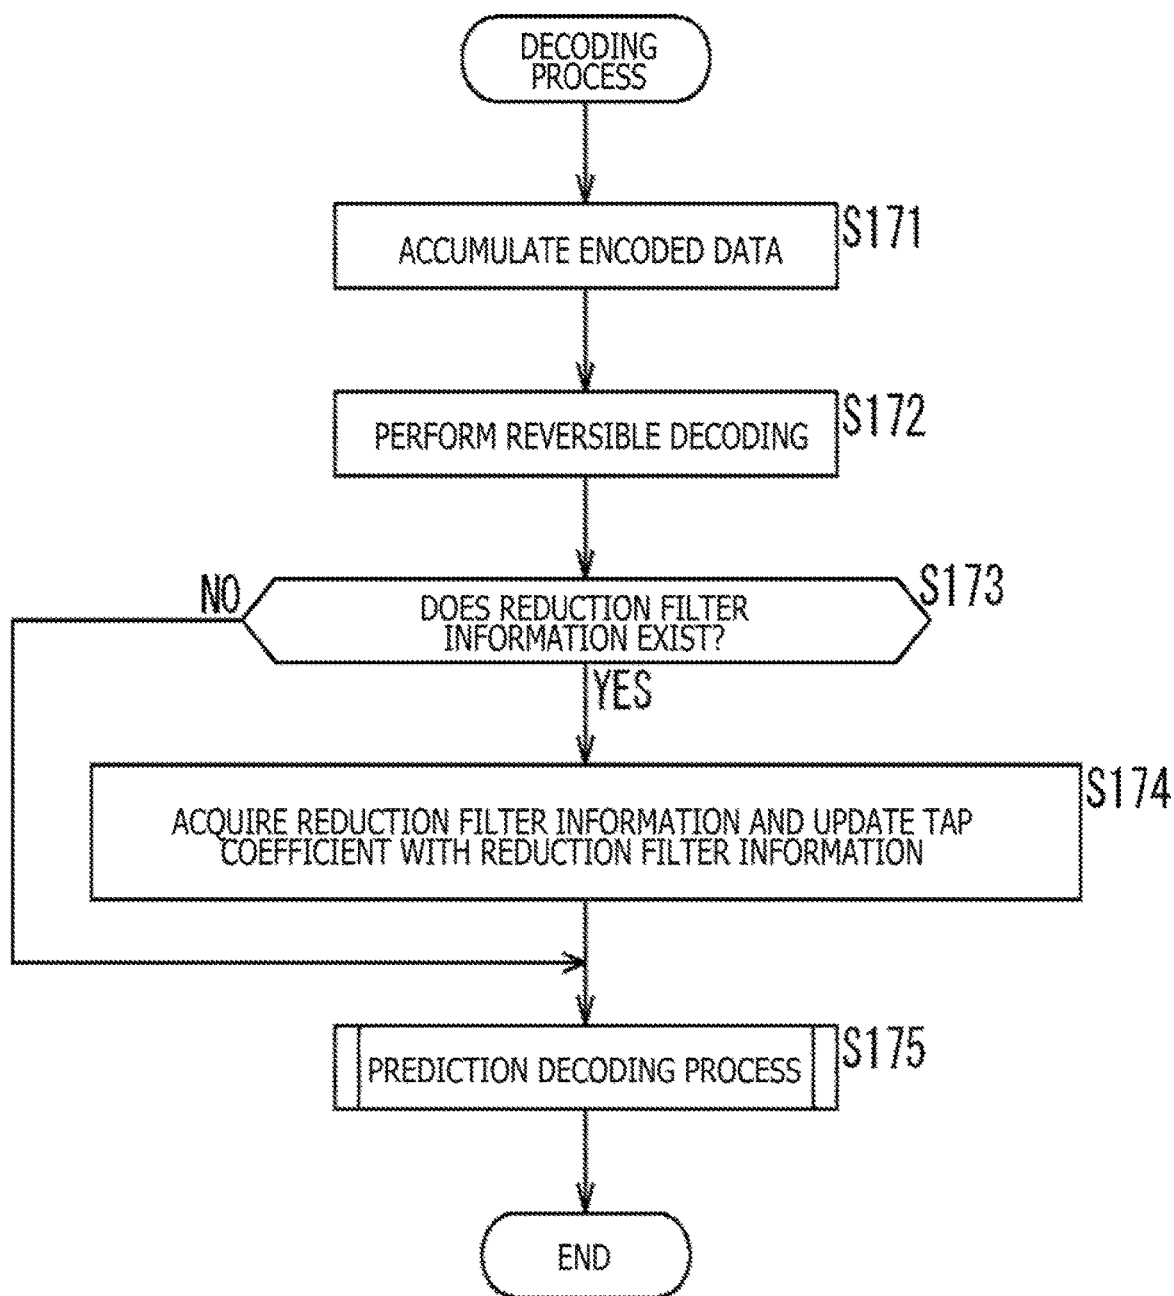 DECODING
PROCESS
S171
ACCUMULATE ENCODED DATA
S172
PERFORM REVERSIBLE DECODING
NO
S173
DOES REDUCTION FILTER
INFORMATION EXIST?
YES
S174
ACQUIRE REDUCTION FILTER INFORMATION AND UPDATE TAP
COEFFICIENT WITH REDUCTION FILTER INFORMATION
S175
PREDICTION DECODING PROCESS
END